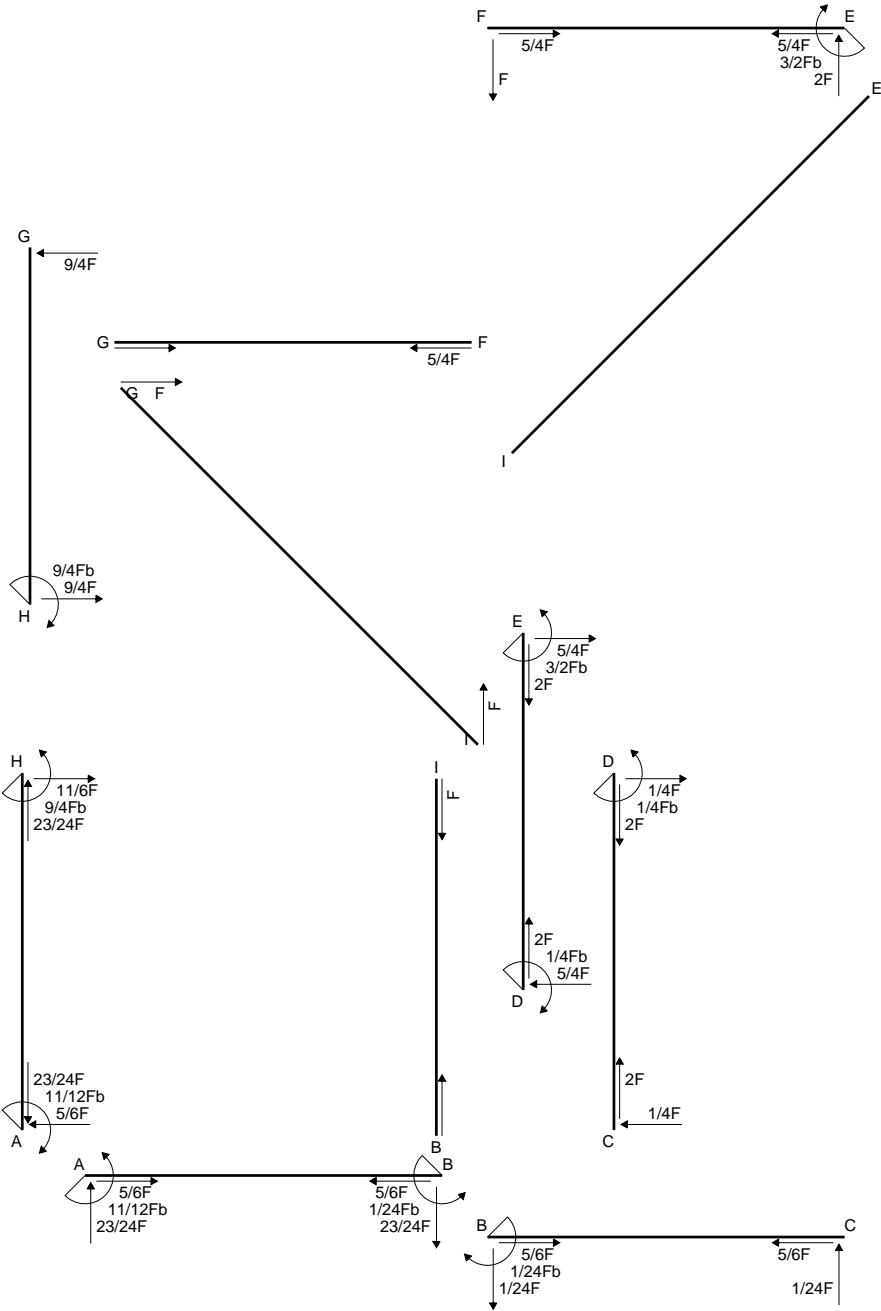 F
E
5/4F
5/4F
3/2Fb
F
2F
E
G
9/4F
G
F
5/4F
G F
I
9/4Fb
9/4F
H
E
5/4F
3/2Fb
2F
F
I
H
11/6F
9/4Fb
23/24F
I
F
D
1/4F
1/4Fb
2F
2F
1/4Fb
5/4F
D
23/24F
11/12Fb
5/6F
A
2F
1/4F
C
B
A
B
5/6F
11/12Fb
23/24F
5/6F
1/24Fb
23/24F
B
C
5/6F
1/24Fb
1/24F
5/6F
1/24F